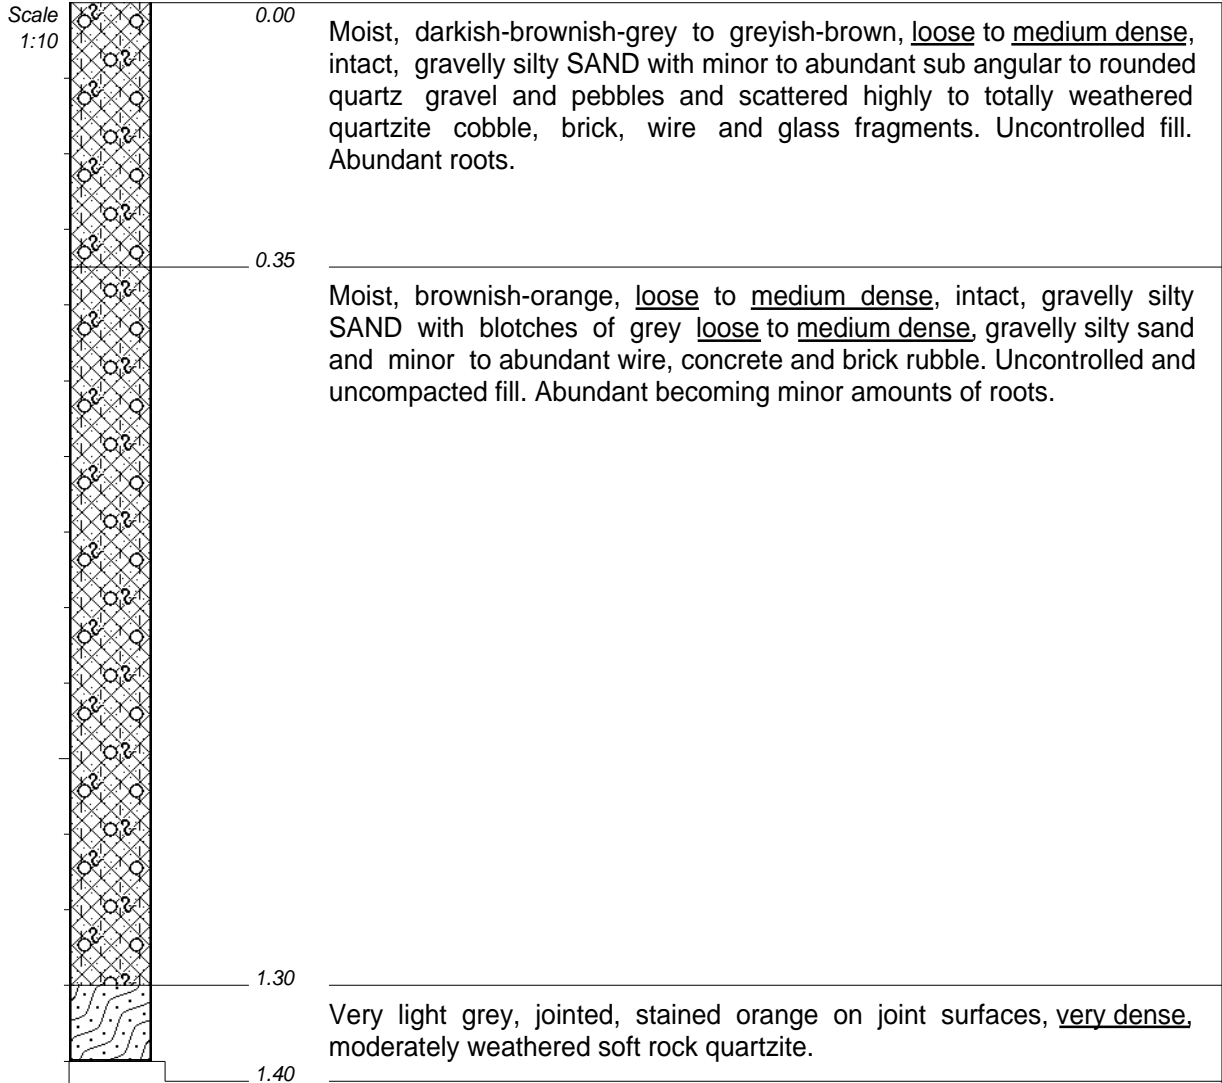 Scale
1:10
0.00
Moist, darkish-brownish-grey to greyish-brown, loose to medium dense,
intact, gravelly silty SAND with minor to abundant sub angular to rounded
quartz gravel and pebbles and scattered highly to totally weathered
quartzite cobble, brick, wire and glass fragments. Uncontrolled fill.
Abundant roots.
0.35
Moist, brownish-orange, loose to medium dense, intact, gravelly silty
SAND with blotches of grey loose to medium dense, gravelly silty sand
and minor to abundant wire, concrete and brick rubble. Uncontrolled and
uncompacted fill. Abundant becoming minor amounts of roots.
1.30
Very light grey, jointed, stained orange on joint surfaces, very dense,
moderately weathered soft rock quartzite.
1.40